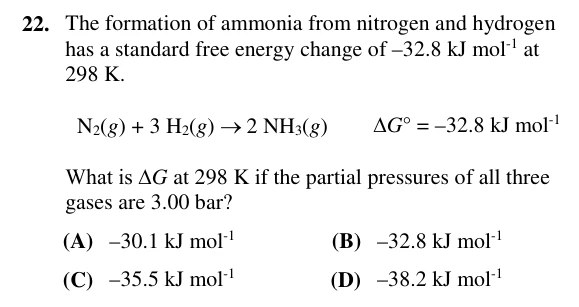 22. The formation of ammonia from nitrogen and hydrogen
has a standard free energy change of –32.8 kJ mol⁻¹ at
298 K.
N₂(g) + 3 H₂(g) → 2 NH₃(g) ΔG° = –32.8 kJ mol⁻¹
What is ΔG at 298 K if the partial pressures of all three
gases are 3.00 bar?
(A) –30.1 kJ mol⁻¹ (B) –32.8 kJ mol⁻¹
(C) –35.5 kJ mol⁻¹ (D) –38.2 kJ mol⁻¹